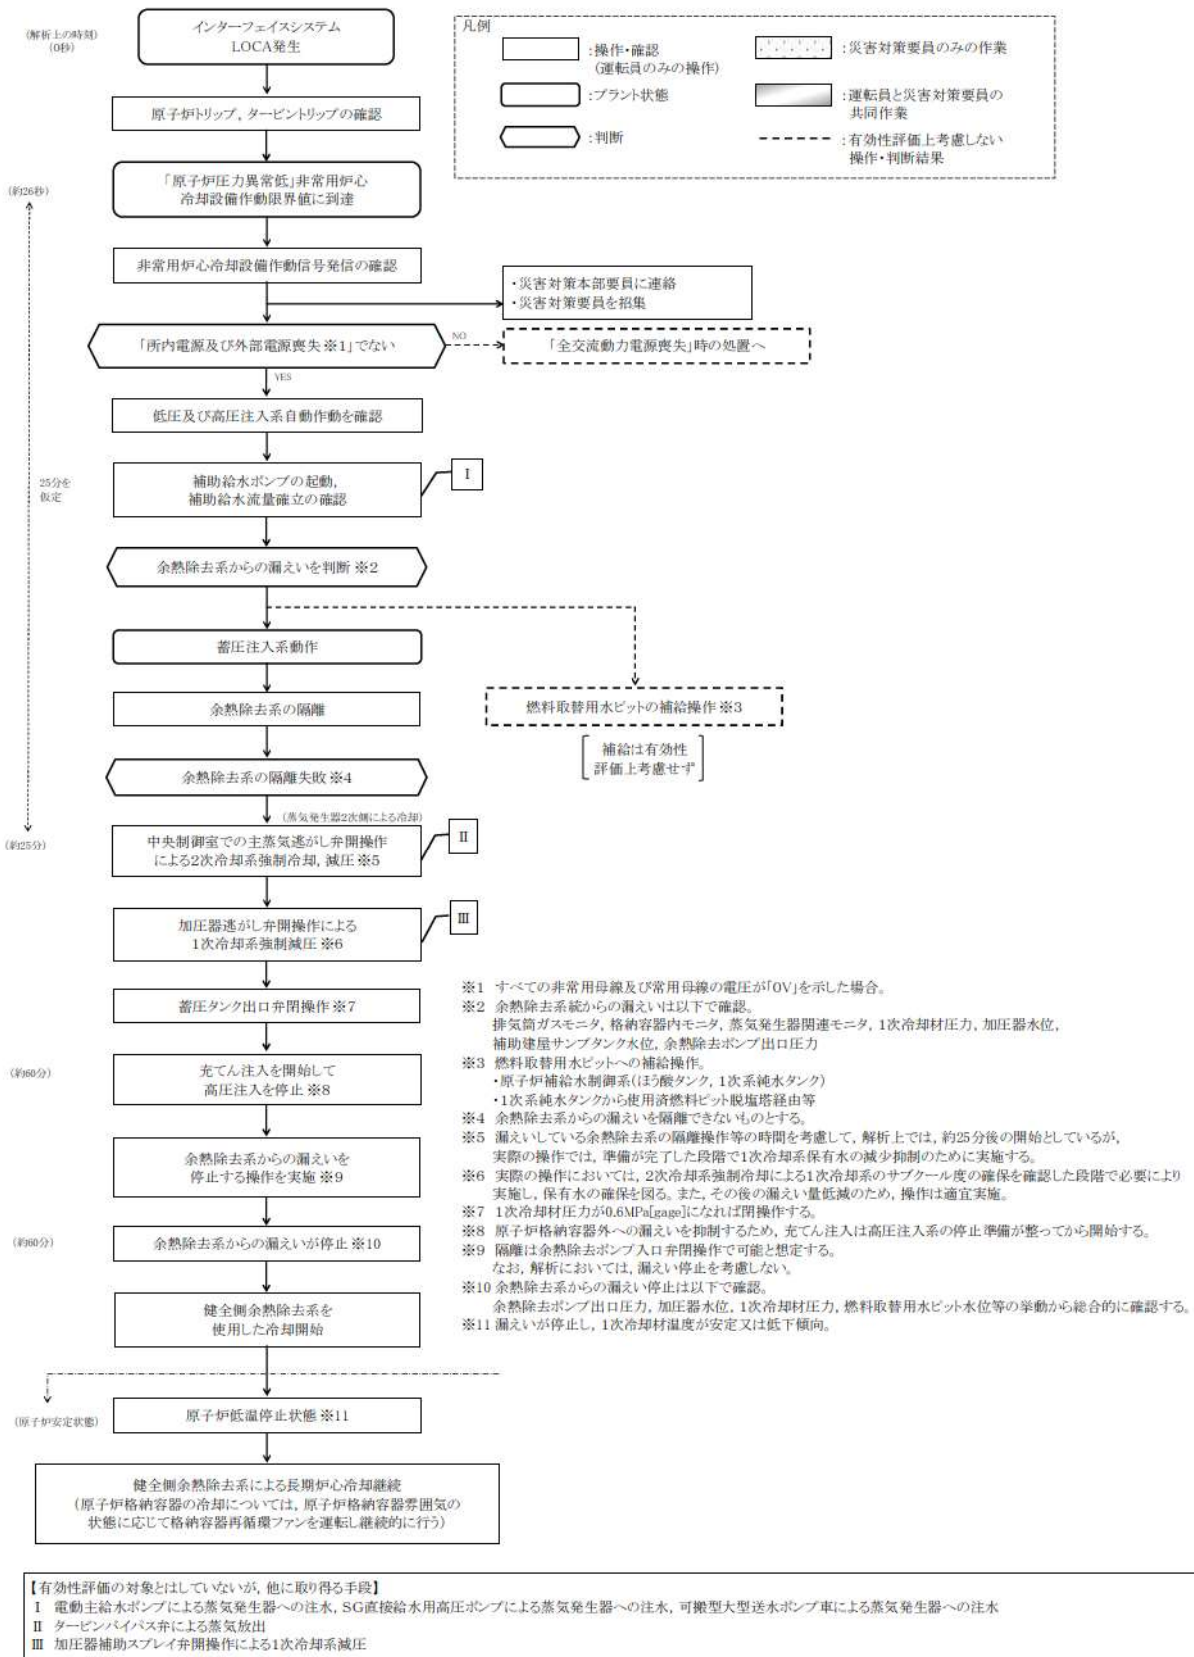 (解析上の時刻)
(0秒)
インターフェイスシステム
LOCA発生
凡例
:操作・確認
(運転員のみの操作)
:災害対策要員のみの作業
:プラント状態
:運転員と災害対策要員の
共同作業
:判断
:有効性評価上考慮しない
操作・判断結果
原子炉トリップ, タービントリップの確認
(約26秒)
「原子炉圧力異常低」非常用炉心
冷却設備作動限界値に到達
非常用炉心冷却設備作動信号発信の確認
・災害対策本部要員に連絡
・災害対策要員を招集
「所内電源及び外部電源喪失※1」でない
NO
「全交流動力電源喪失」時の処置へ
YES
低圧及び高圧注入系自動作動を確認
25分を
仮定
補助給水ポンプの起動,
補助給水流量確立の確認
I
余熱除去系からの漏えいを判断 ※2
蓄圧注入系動作
余熱除去系の隔離
燃料取替用水ピットの補給操作 ※3
補給は有効性
評価上考慮せず
余熱除去系の隔離失敗 ※4
(蒸気発生器2次側による冷却)
(約25分)
中央制御室での主蒸気逃がし弁開操作
による2次冷却系強制冷却, 減圧 ※5
II
加圧器逃がし弁開操作による
1次冷却系強制減圧 ※6
III
蓄圧タンク出口弁閉操作 ※7
(約60分)
充てん注入を開始して
高圧注入を停止 ※8
余熱除去系からの漏えいを
停止する操作を実施 ※9
(約60分)
余熱除去系からの漏えいが停止 ※10
健全側余熱除去系を
使用した冷却開始
(原子炉安定状態)
原子炉低温停止状態 ※11
健全側余熱除去系による長期炉心冷却継続
(原子炉格納容器の冷却については, 原子炉格納容器雰囲気の
状態に応じて格納容器再循環ファンを運転し継続的に行う)
※1 すべての非常用母線及び常用母線の電圧が「0V」を示した場合。
※2 余熱除去系統からの漏えいは以下で確認。
排気筒ガスモニタ, 格納容器内モニタ, 蒸気発生器関連モニタ, 1次冷却材圧力, 加圧器水位,
補助建屋サンプタンク水位, 余熱除去ポンプ出口圧力
※3 燃料取替用水ピットへの補給操作。
・原子炉補給水制御系(ほう酸タンク, 1次系純水タンク)
・1次系純水タンクから使用済燃料ピット脱塩塔経由等
※4 余熱除去系からの漏えいを隔離できないものとする。
※5 漏えいしている余熱除去系の隔離操作等の時間を考慮して, 解析上では, 約25分後の開始としているが,
実際の操作では, 準備が完了した段階で1次冷却系保有水の減少抑制のために実施する。
※6 実際の操作においては, 2次冷却系強制冷却による1次冷却系のサブクール度の確保を確認した段階で必要により
実施し, 保有水の確保を図る。また, その後の漏えい量低減のため, 操作は適宜実施。
※7 1次冷却材圧力が0.6MPa[gage]になれば閉操作する。
※8 原子炉格納容器外への漏えいを抑制するため, 充てん注入は高圧注入系の停止準備が整ってから開始する。
※9 隔離は余熱除去ポンプ入口弁閉操作で可能と想定する。
なお, 解析においては, 漏えい停止を考慮しない。
※10 余熱除去系からの漏えい停止は以下で確認。
余熱除去ポンプ出口圧力, 加圧器水位, 1次冷却材圧力, 燃料取替用水ピット水位等の挙動から総合的に確認する。
※11 漏えいが停止し, 1次冷却材温度が安定又は低下傾向。
【有効性評価の対象とはしていないが, 他に取り得る手段】
I 電動主給水ポンプによる蒸気発生器への注水, SG直接給水用高圧ポンプによる蒸気発生器への注水, 可搬型大型送水ポンプ車による蒸気発生器への注水
II タービンバイパス弁による蒸気放出
III 加圧器補助スプレイ弁開操作による1次冷却系減圧